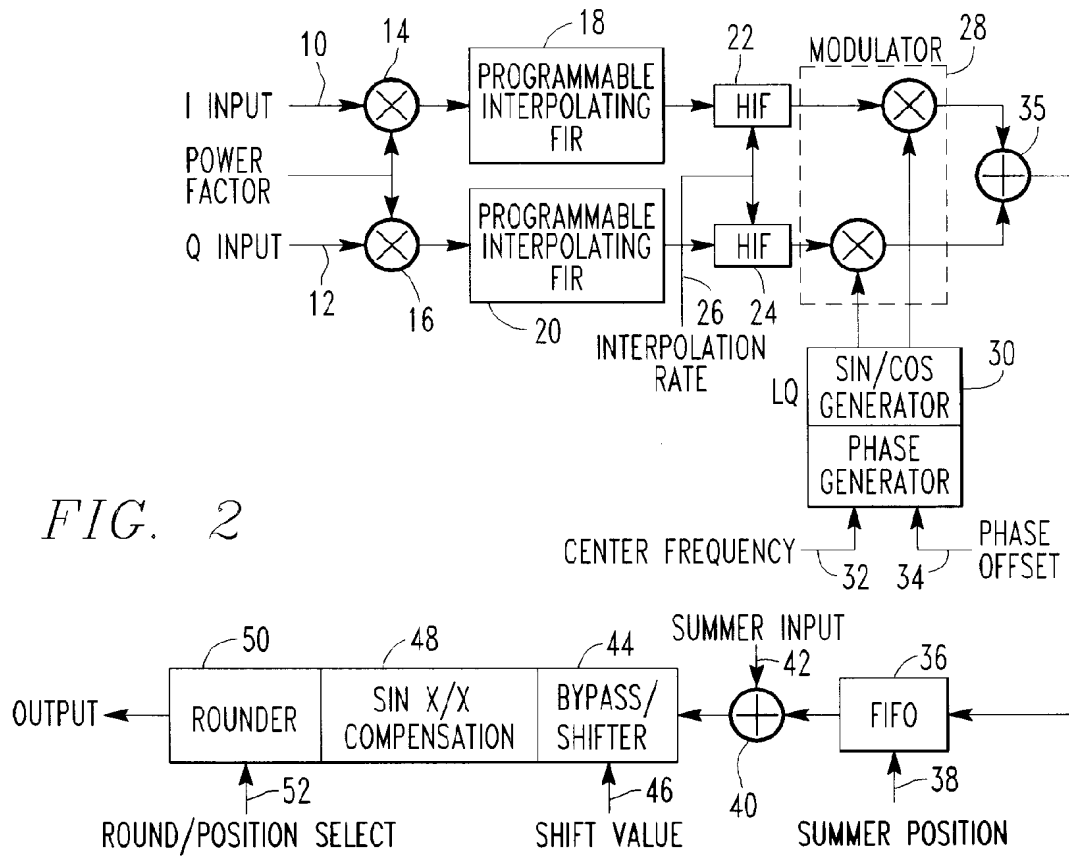 14
18
28
10
22
MODULATOR
I INPUT
PROGRAMMABLE
INTERPOLATING
FIR
HIF
35
POWER
FACTOR
Q INPUT
PROGRAMMABLE
INTERPOLATING
FIR
HIF
12
16
20
26
24
INTERPOLATION
RATE
LQ
SIN/COS
GENERATOR
30
PHASE
GENERATOR
FIG. 2
CENTER FREQUENCY
32
34
PHASE
OFFSET
50
48
44
SUMMER INPUT
42
36
OUTPUT
ROUNDER
SIN X/X
COMPENSATION
BYPASS/
SHIFTER
FIFO
52
46
40
38
ROUND/POSITION SELECT
SHIFT VALUE
SUMMER POSITION